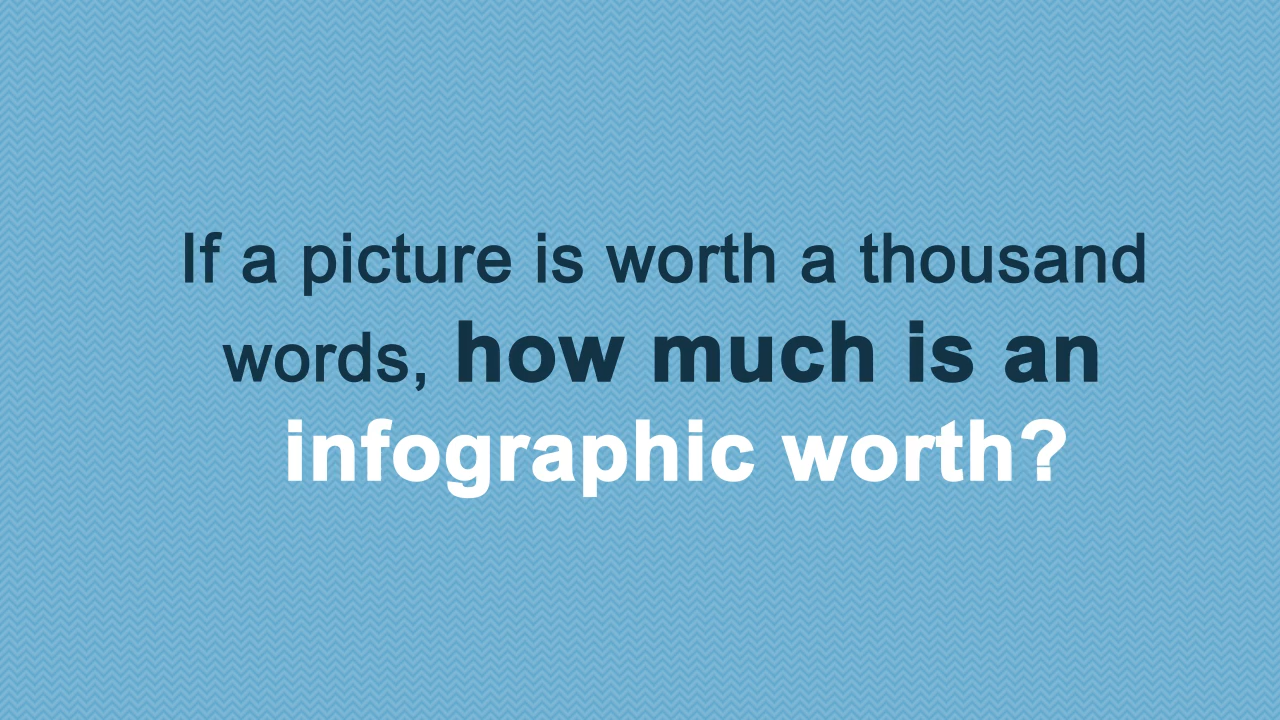 If a picture is worth a thousand
words, how much is an
infographic worth?